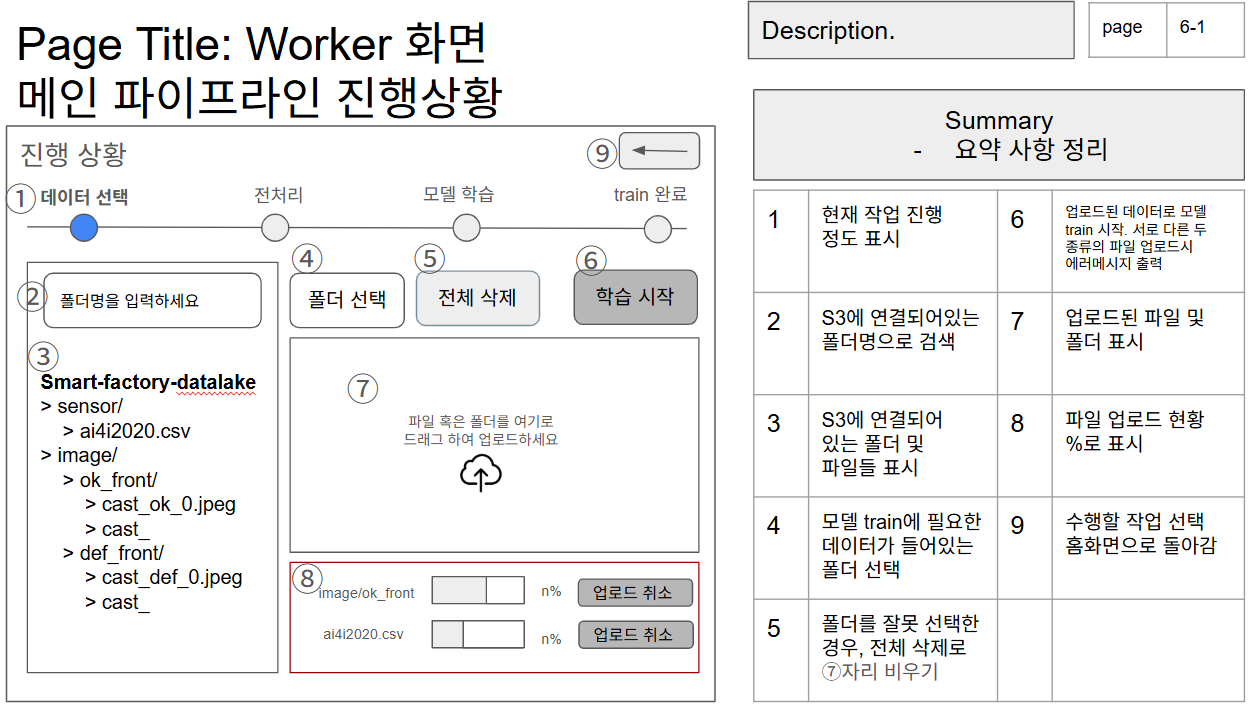 Page Title: Worker 화면
메인 파이프라인 진행상황
진행 상황
⑨
① 데이터 선택
전처리
모델 학습
train 완료
② 폴더명을 입력하세요
④
폴더 선택
⑤
전체 삭제
⑥
학습 시작
③
Smart-factory-datalake
> sensor/
> ai4i2020.csv
> image/
> ok_front/
> cast_ok_0.jpeg
> cast_
> def_front/
> cast_def_0.jpeg
> cast_
⑦
파일 혹은 폴더를 여기로
드래그 하여 업로드하세요
⑧
image/ok_front n% 업로드 취소
ai4i2020.csv n% 업로드 취소
Description.
page 6-1
Summary
- 요약 사항 정리
1
현재 작업 진행
정도 표시
6
업로드된 데이터로 모델
train 시작. 서로 다른 두
종류의 파일 업로드시
에러메시지 출력
2
S3에 연결되어있는
폴더명으로 검색
7
업로드된 파일 및
폴더 표시
3
S3에 연결되어
있는 폴더 및
파일들 표시
8
파일 업로드 현황
%로 표시
4
모델 train에 필요한
데이터가 들어있는
폴더 선택
9
수행할 작업 선택
홈화면으로 돌아감
5
폴더를 잘못 선택한
경우, 전체 삭제로
⑦자리 비우기